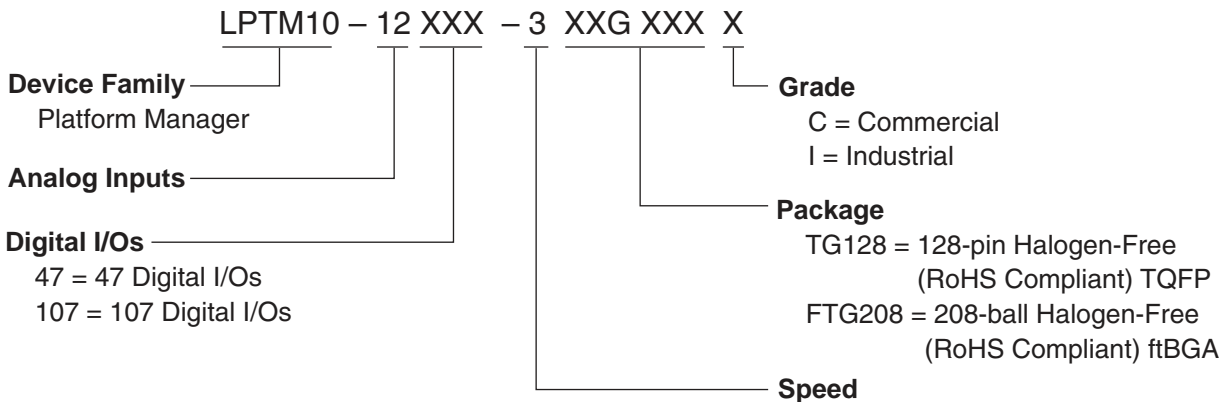 LPTM10 – 12 XXX – 3 XXG XXX X
Device Family
Platform Manager
Analog Inputs
Digital I/Os
47 = 47 Digital I/Os
107 = 107 Digital I/Os
Grade
C = Commercial
I = Industrial
Package
TG128 = 128-pin Halogen-Free
(RoHS Compliant) TQFP
FTG208 = 208-ball Halogen-Free
(RoHS Compliant) ftBGA
Speed